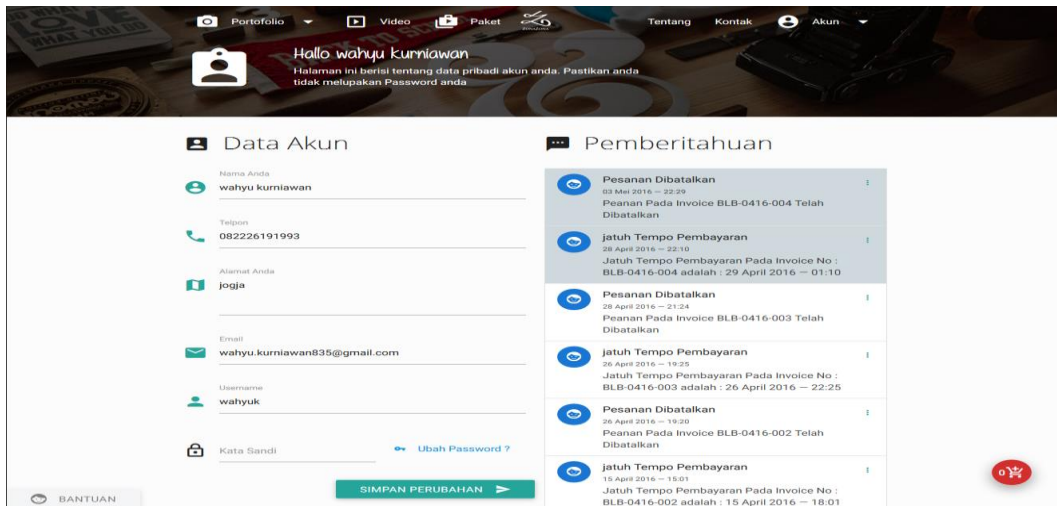 Portofolio Video Paket Tentang Kontak Akun
Hallo wahyu kurniawan
Halaman ini berisi tentang data pribadi akun anda. Pastikan anda
tidak melupakan Password anda
Data Akun
Nama Anda
wahyu kurniawan
Telpon
082226191993
Alamat Anda
jogja
Email
wahyu.kurniawan835@gmail.com
Username
wahyuk
Kata Sandi Ubah Password ?
SIMPAN PERUBAHAN
BANTUAN
Pemberitahuan
Pesanan Dibatalkan
03 Mei 2016 — 22:29
Peanan Pada Invoice BLB-0416-004 Telah
Dibatalkan
jatuh Tempo Pembayaran
28 April 2016 — 22:10
Jatuh Tempo Pembayaran Pada Invoice No :
BLB-0416-004 adalah : 29 April 2016 — 01:10
Pesanan Dibatalkan
28 April 2016 — 21:24
Peanan Pada Invoice BLB-0416-003 Telah
Dibatalkan
jatuh Tempo Pembayaran
26 April 2016 — 19:25
Jatuh Tempo Pembayaran Pada Invoice No :
BLB-0416-003 adalah : 26 April 2016 — 22:25
Pesanan Dibatalkan
26 April 2016 — 19:20
Peanan Pada Invoice BLB-0416-002 Telah
Dibatalkan
jatuh Tempo Pembayaran
15 April 2016 — 15:01
Jatuh Tempo Pembayaran Pada Invoice No :
BLB-0416-002 adalah : 15 April 2016 — 18:01
0